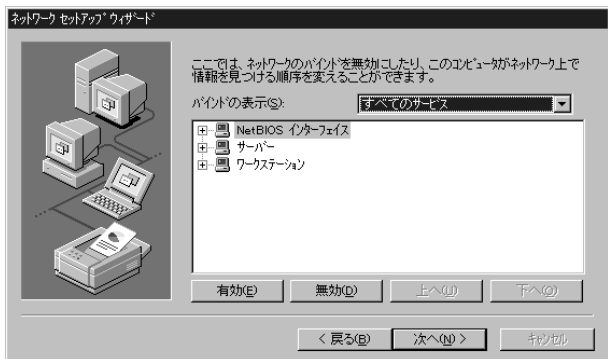 ネットワーク セットアップ ウィザード
ここでは、ネットワークのバインドを無効にしたり、このコンピュータがネットワーク上で
情報を見つける順序を変えることができます。
バインドの表示(S):
すべてのサービス
NetBIOS インターフェイス
サーバー
ワークステーション
有効(E)
無効(D)
上へ(U)
下へ(O)
< 戻る(B)
次へ(N) >
キャンセル